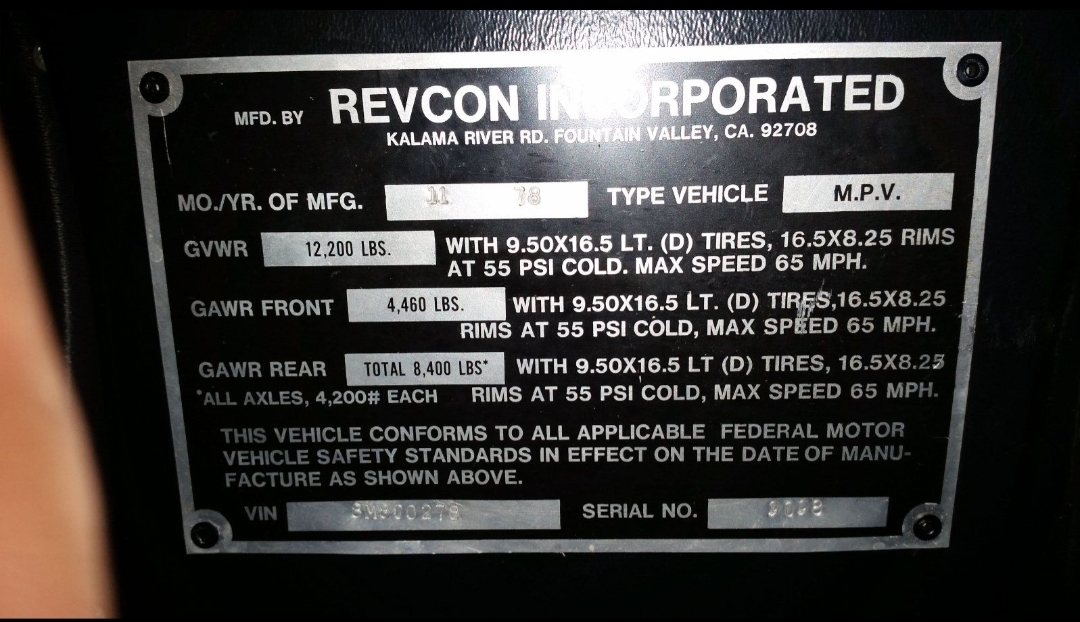 MFD. BY REVCON INCORPORATED
KALAMA RIVER RD. FOUNTAIN VALLEY, CA. 92708
MO./YR. OF MFG. 11 78 TYPE VEHICLE M.P.V.
GVWR 12,200 LBS. WITH 9.50X16.5 LT. (D) TIRES, 16.5X8.25 RIMS
AT 55 PSI COLD. MAX SPEED 65 MPH.
GAWR FRONT 4,460 LBS. WITH 9.50X16.5 LT. (D) TIRES,16.5X8.25
RIMS AT 55 PSI COLD, MAX SPEED 65 MPH.
GAWR REAR TOTAL 8,400 LBS* WITH 9.50X16.5 LT (D) TIRES, 16.5X8.25
*ALL AXLES, 4,200# EACH RIMS AT 55 PSI COLD, MAX SPEED 65 MPH.
THIS VEHICLE CONFORMS TO ALL APPLICABLE FEDERAL MOTOR
VEHICLE SAFETY STANDARDS IN EFFECT ON THE DATE OF MANU-
FACTURE AS SHOWN ABOVE.
VIN SERIAL NO.